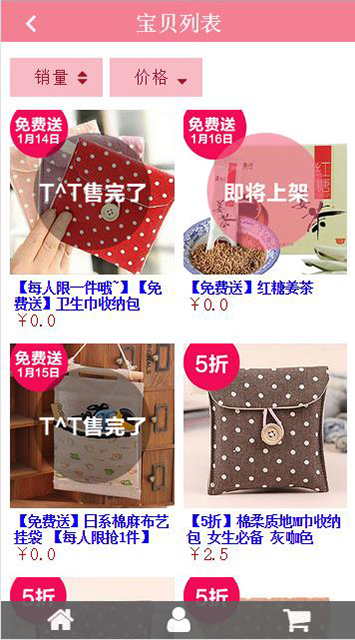 宝贝列表
销量
价格
免费送
1月14日
T^T售完了
免费送
1月16日
即将上架
红糖
【每人限一件哦~】【免
费送】卫生巾收纳包
¥0.0
【免费送】红糖姜茶
¥0.0
免费送
1月15日
T^T售完了
5折
【免费送】日系棉麻布艺
挂袋 【每人限抢1件】
¥0.0
【5折】棉柔质地M巾收纳
包 女生必备 灰咖色
¥2.5
5折
5折